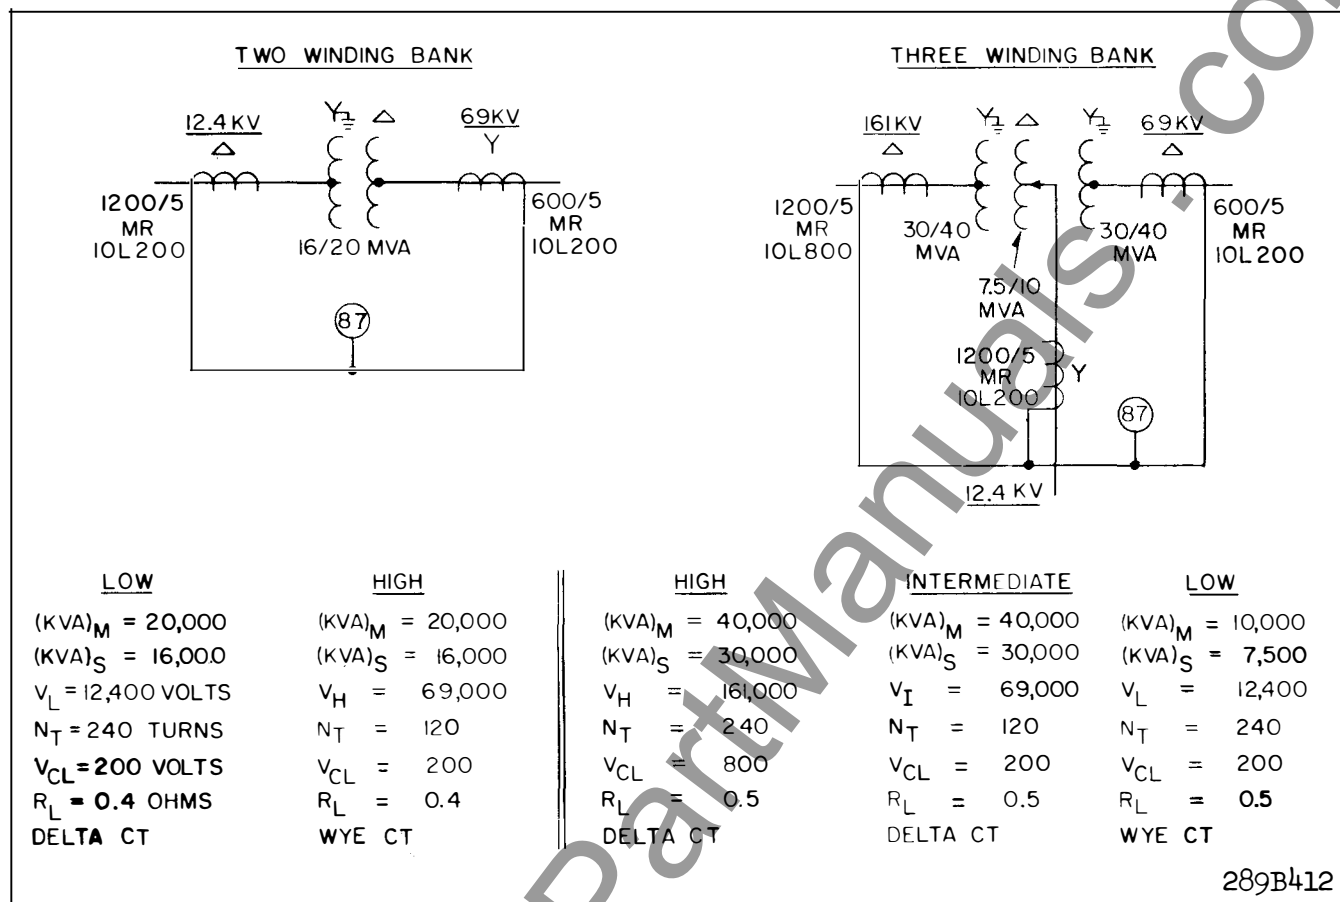 TWO WINDING BANK
12.4KV
△
Y
△
69KV
Y
1200/5
MR
10L200
16/20 MVA
600/5
MR
10L200
87
THREE WINDING BANK
161KV
△
Y
△
Y
69KV
△
1200/5
MR
10L800
30/40
MVA
30/40
MVA
600/5
MR
10L200
7.5/10
MVA
1200/5
MR
10L200
Y
87
12.4 KV
LOW
(KVA)M = 20,000
(KVA)S = 16,000
VL = 12,400 VOLTS
NT = 240 TURNS
VCL = 200 VOLTS
RL = 0.4 OHMS
DELTA CT
HIGH
(KVA)M = 20,000
(KVA)S = 16,000
VH = 69,000
NT = 120
VCL = 200
RL = 0.4
WYE CT
HIGH
(KVA)M = 40,000
(KVA)S = 30,000
VH = 161,000
NT = 240
VCL = 800
RL = 0.5
DELTA CT
INTERMEDIATE
(KVA)M = 40,000
(KVA)S = 30,000
VI = 69,000
NT = 120
VCL = 200
RL = 0.5
DELTA CT
LOW
(KVA)M = 10,000
(KVA)S = 7,500
VL = 12,400
NT = 240
VCL = 200
RL = 0.5
WYE CT
289B412
PartManuals.co